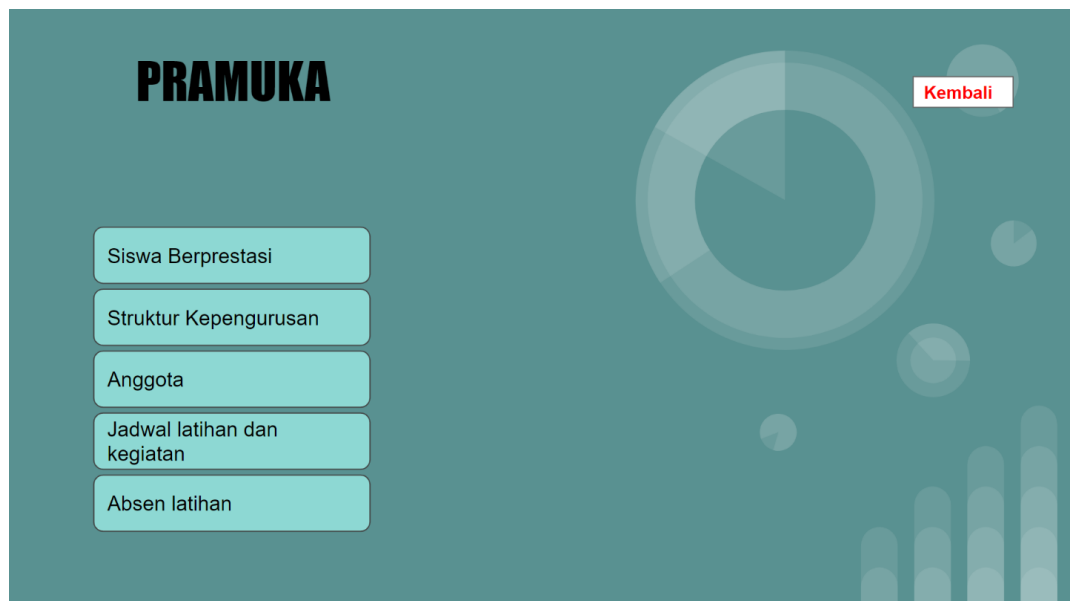 PRAMUKA
Kembali
Siswa Berprestasi
Struktur Kepengurusan
Anggota
Jadwal latihan dan
kegiatan
Absen latihan